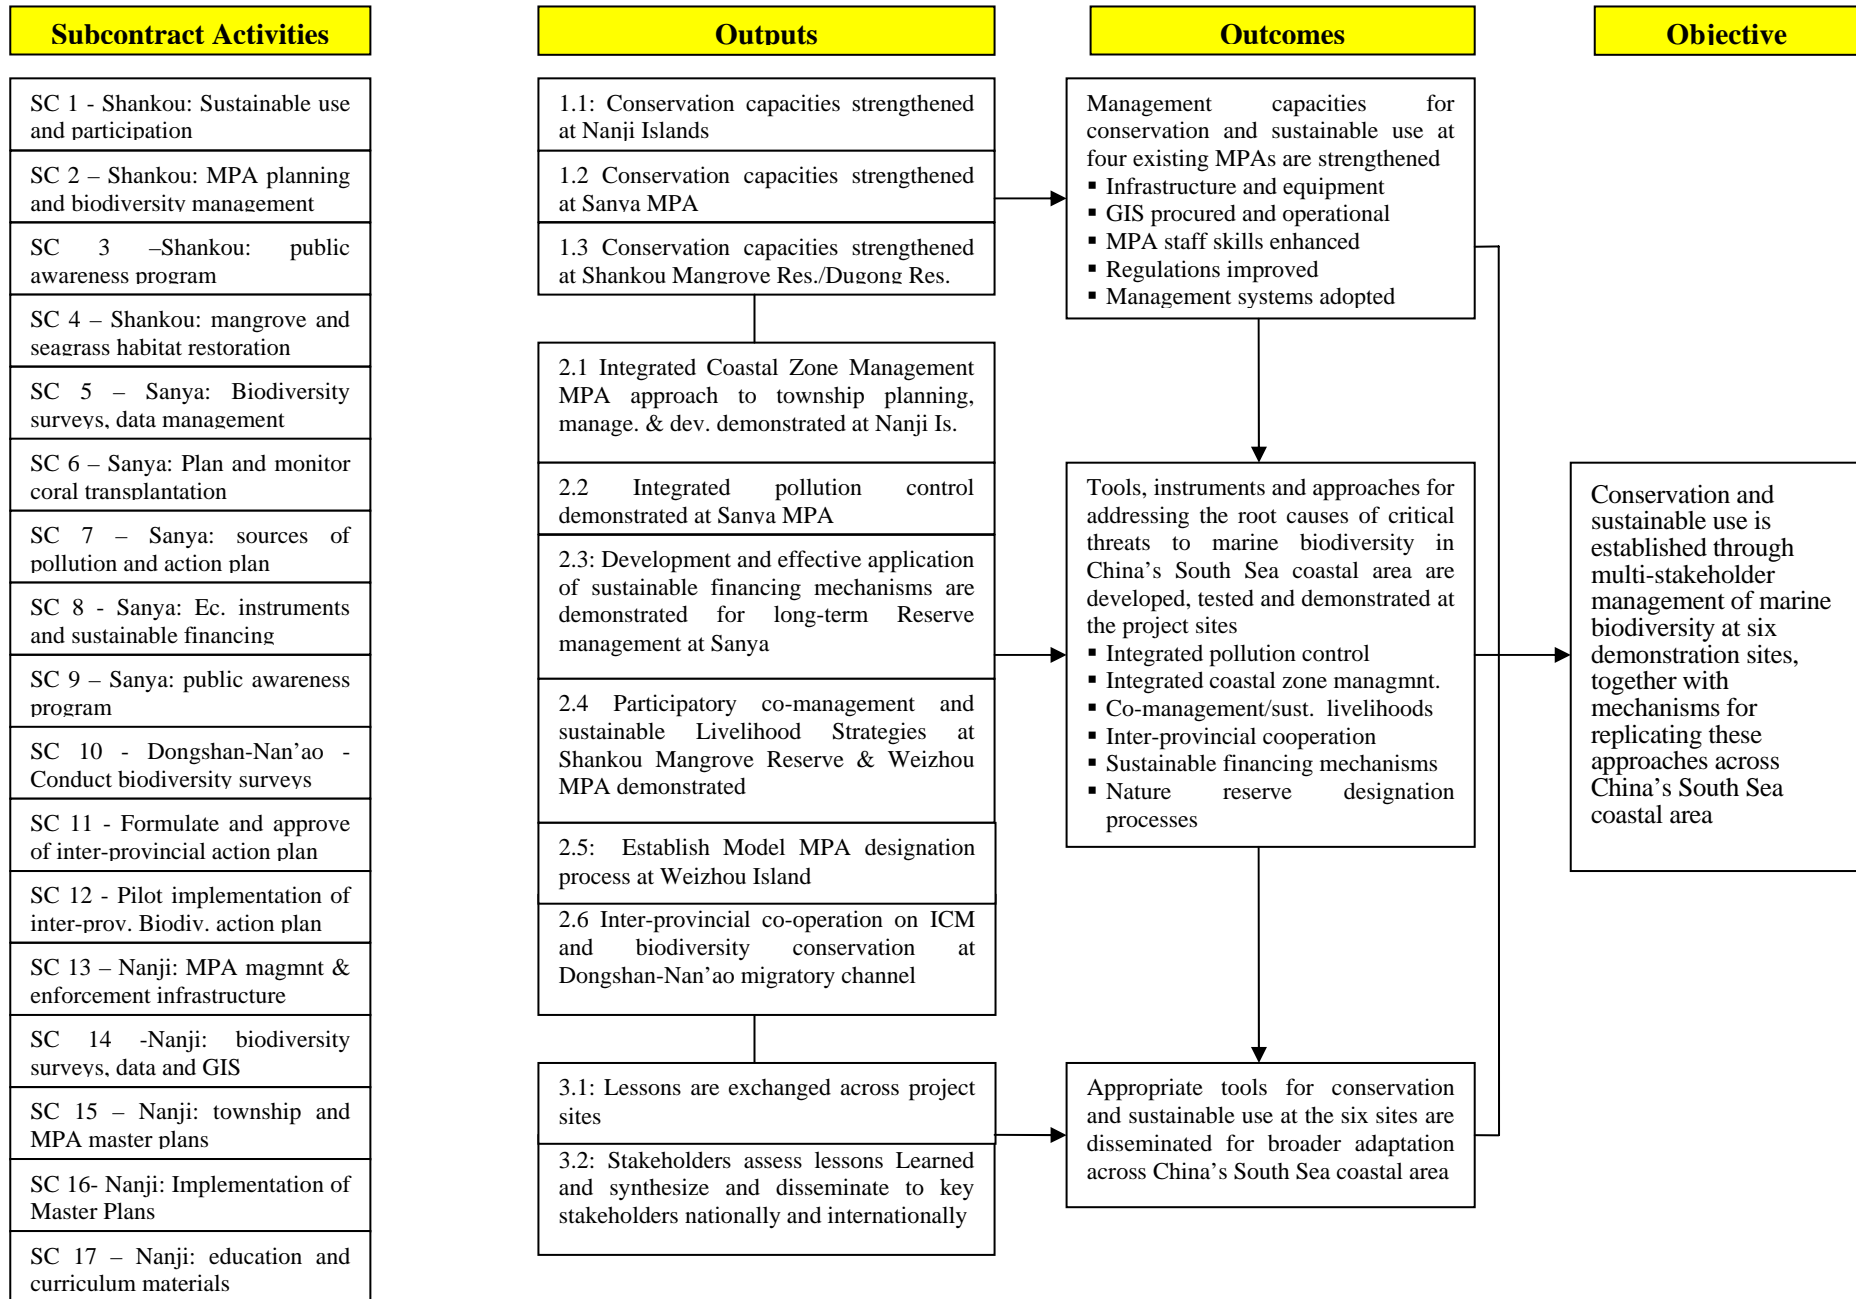 Subcontract Activities
SC 1 - Shankou: Sustainable use
and participation
SC 2 – Shankou: MPA planning
and biodiversity management
SC 3 –Shankou: public
awareness program
SC 4 – Shankou: mangrove and
seagrass habitat restoration
SC 5 – Sanya: Biodiversity
surveys, data management
SC 6 – Sanya: Plan and monitor
coral transplantation
SC 7 – Sanya: sources of
pollution and action plan
SC 8 - Sanya: Ec. instruments
and sustainable financing
SC 9 – Sanya: public awareness
program
SC 10 - Dongshan-Nan’ao -
Conduct biodiversity surveys
SC 11 - Formulate and approve
of inter-provincial action plan
SC 12 - Pilot implementation of
inter-prov. Biodiv. action plan
SC 13 – Nanji: MPA magmnt &
enforcement infrastructure
SC 14 -Nanji: biodiversity
surveys, data and GIS
SC 15 – Nanji: township and
MPA master plans
SC 16- Nanji: Implementation of
Master Plans
SC 17 – Nanji: education and
curriculum materials
Outputs
1.1: Conservation capacities strengthened
at Nanji Islands
1.2 Conservation capacities strengthened
at Sanya MPA
1.3 Conservation capacities strengthened
at Shankou Mangrove Res./Dugong Res.
2.1 Integrated Coastal Zone Management
MPA approach to township planning,
manage. & dev. demonstrated at Nanji Is.
2.2 Integrated pollution control
demonstrated at Sanya MPA
2.3: Development and effective application
of sustainable financing mechanisms are
demonstrated for long-term Reserve
management at Sanya
2.4 Participatory co-management and
sustainable Livelihood Strategies at
Shankou Mangrove Reserve & Weizhou
MPA demonstrated
2.5: Establish Model MPA designation
process at Weizhou Island
2.6 Inter-provincial co-operation on ICM
and biodiversity conservation at
Dongshan-Nan’ao migratory channel
3.1: Lessons are exchanged across project
sites
3.2: Stakeholders assess lessons Learned
and synthesize and disseminate to key
stakeholders nationally and internationally
Outcomes
Management capacities for
conservation and sustainable use at
four existing MPAs are strengthened
▪ Infrastructure and equipment
▪ GIS procured and operational
▪ MPA staff skills enhanced
▪ Regulations improved
▪ Management systems adopted
Tools, instruments and approaches for
addressing the root causes of critical
threats to marine biodiversity in
China’s South Sea coastal area are
developed, tested and demonstrated at
the project sites
▪ Integrated pollution control
▪ Integrated coastal zone managmnt.
▪ Co-management/sust. livelihoods
▪ Inter-provincial cooperation
▪ Sustainable financing mechanisms
▪ Nature reserve designation
processes
Appropriate tools for conservation
and sustainable use at the six sites are
disseminated for broader adaptation
across China’s South Sea coastal area
Objective
Conservation and
sustainable use is
established through
multi-stakeholder
management of marine
biodiversity at six
demonstration sites,
together with
mechanisms for
replicating these
approaches across
China’s South Sea
coastal area